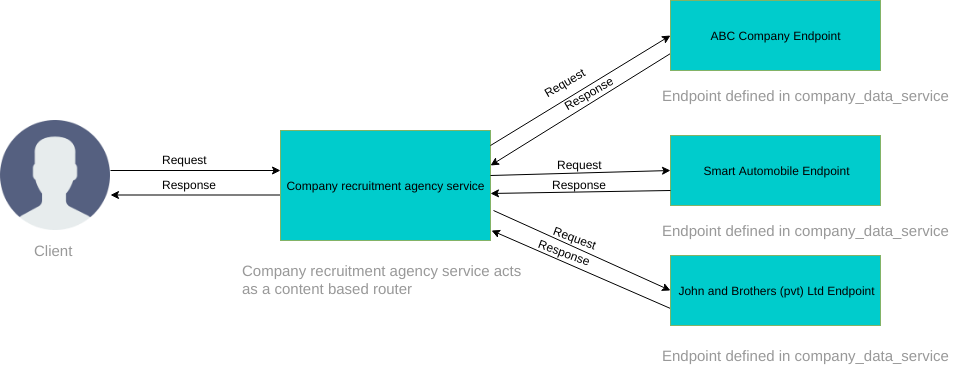 ABC Company Endpoint
Request
Response
Endpoint defined in company_data_service
Request
Response
Company recruitment agency service
Request
Response
Smart Automobile Endpoint
Endpoint defined in company_data_service
Client
Company recruitment agency service acts
as a content based router
Request
Response
John and Brothers (pvt) Ltd Endpoint
Endpoint defined in company_data_service